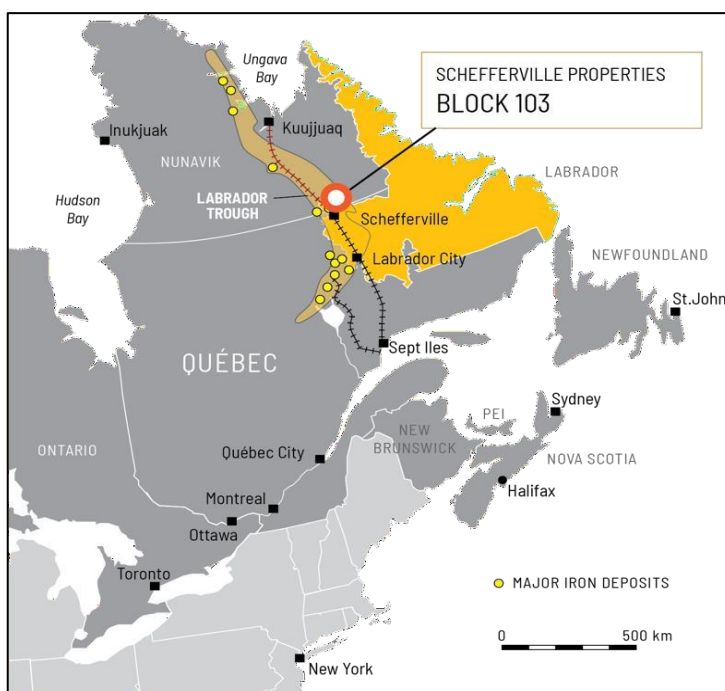 Ungava
Bay
SCHEFFERVILLE PROPERTIES
BLOCK 103
Inukjuak
Kuujjuaq
NUNAVIK
LABRADOR
LABRADOR
TROUGH
Hudson
Bay
Schefferville
NEWFOUNDLAND
Labrador City
St.John
Sept Iles
QUÉBEC
Sydney
PEI
NEW
BRUNSWICK
ONTARIO
Québec City
NOVA SCOTIA
Halifax
Montreal
Ottawa
Toronto
MAJOR IRON DEPOSITS
0 500 km
New York